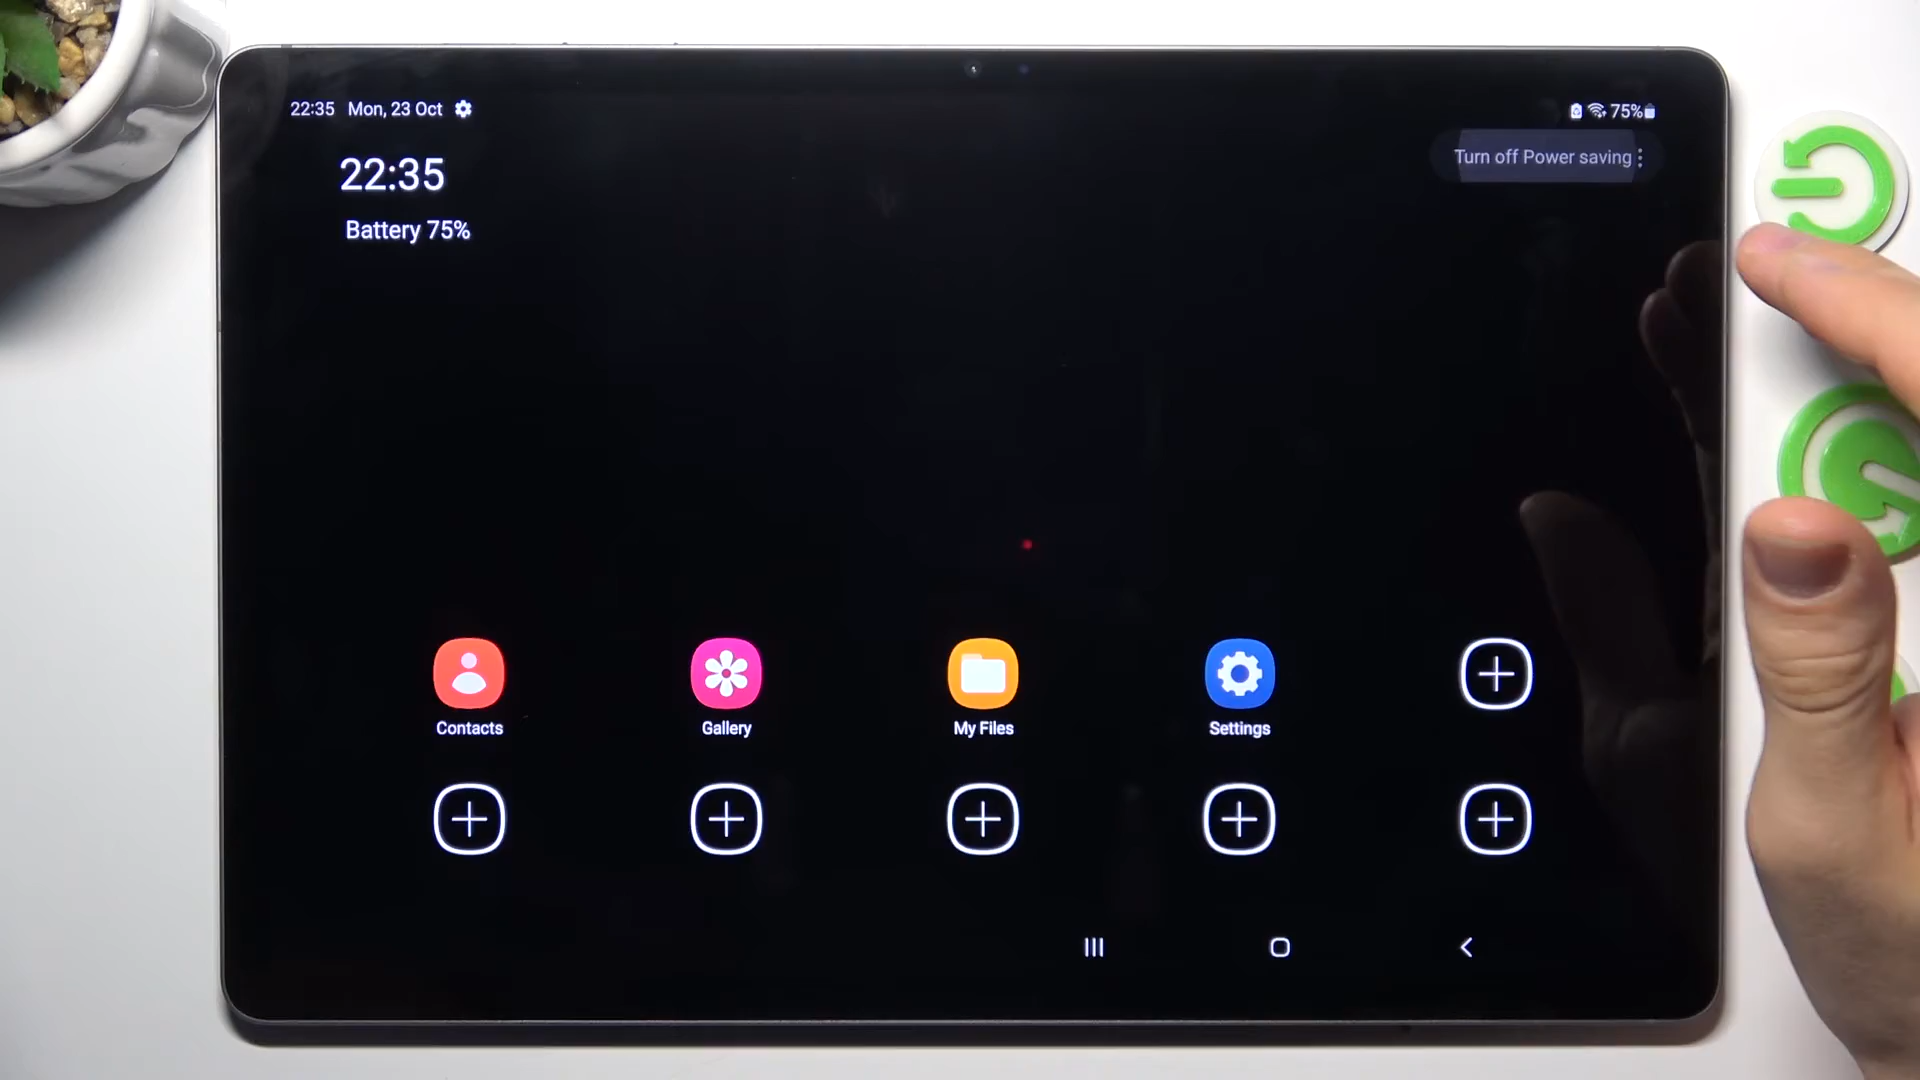 22:35 Mon, 23 Oct
75%
Turn off Power saving
22:35
Battery 75%
Contacts
Gallery
My Files
Settings